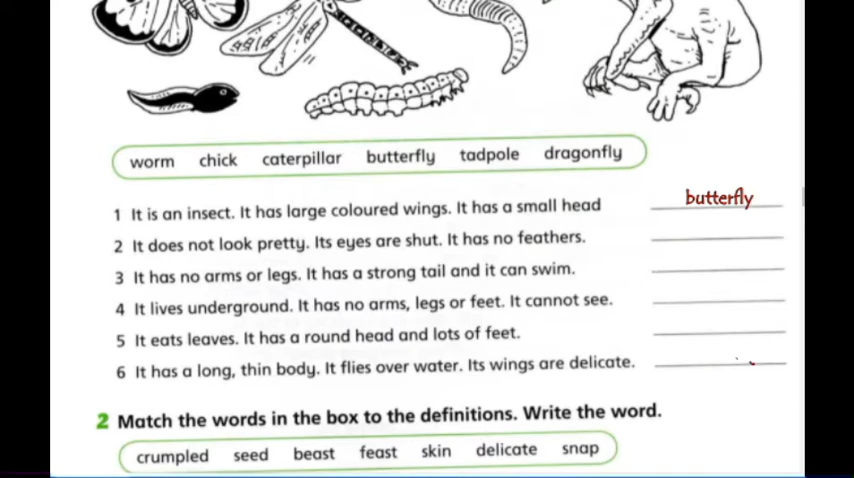 worm chick caterpillar butterfly tadpole dragonfly
1 It is an insect. It has large coloured wings. It has a small head butterfly
2 It does not look pretty. Its eyes are shut. It has no feathers.
3 It has no arms or legs. It has a strong tail and it can swim.
4 It lives underground. It has no arms, legs or feet. It cannot see.
5 It eats leaves. It has a round head and lots of feet.
6 It has a long, thin body. It flies over water. Its wings are delicate.
2 Match the words in the box to the definitions. Write the word.
crumpled seed beast feast skin delicate snap